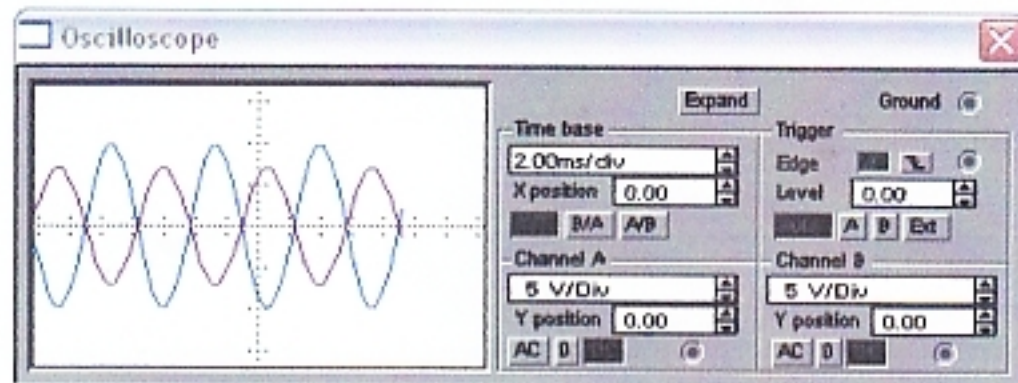 Oscilloscope
Expand Ground
Time base
2.00ms/div
X position 0.00
B/A A/B
Trigger
Edge
Level 0.00
A B Ext
Channel A
5 V/Div
Y position 0.00
AC 0
Channel B
5 V/Div
Y position 0.00
AC 0